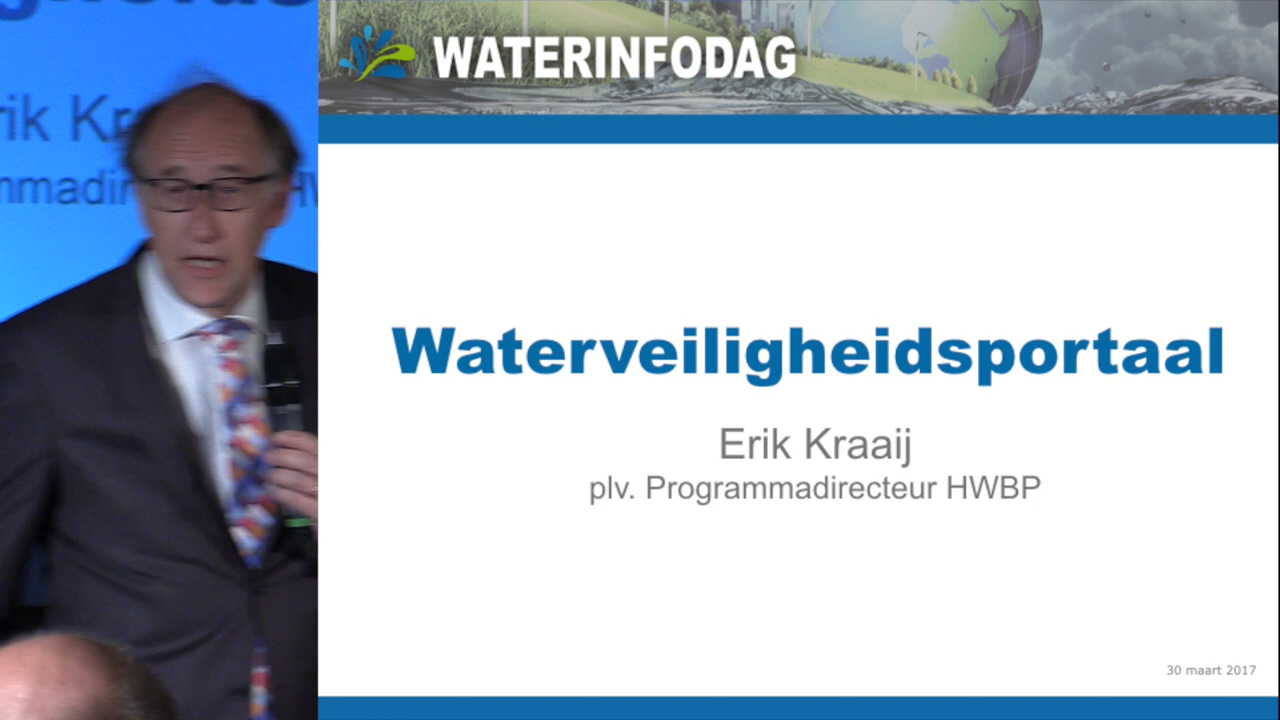 WATERINFODAG
Waterveiligheidsportaal
Erik Kraaij
plv. Programmadirecteur HWBP
30 maart 2017